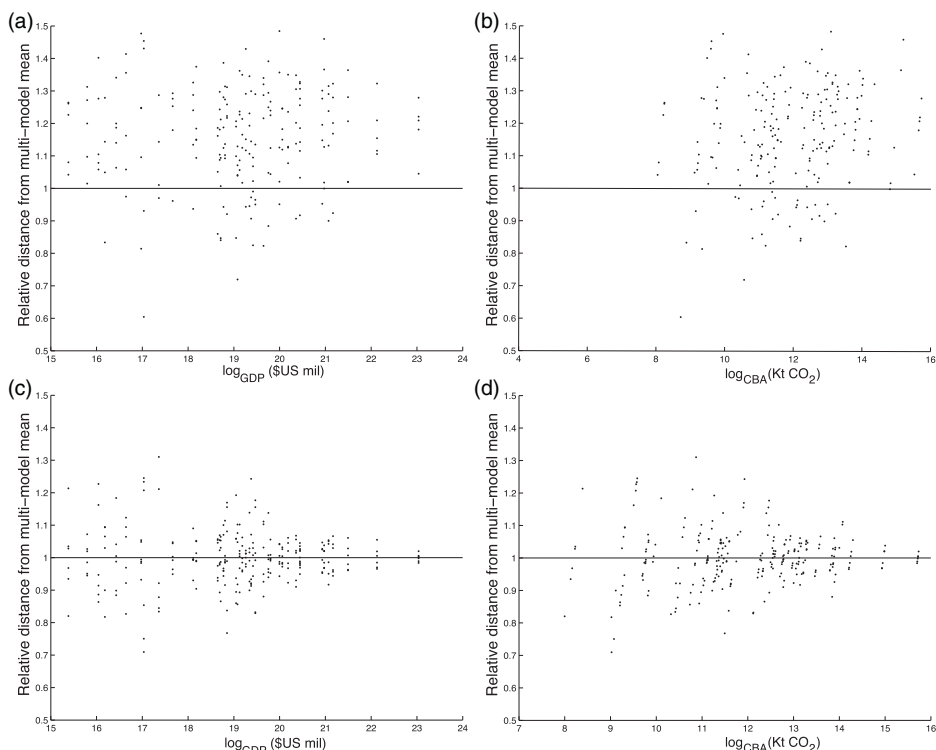 (a)
Relative distance from multi−model mean
1.5
1.4
1.3
1.2
1.1
1
0.9
0.8
0.7
0.6
0.5
15 16 17 18 19 20 21 22 23 24
log_GDP ($US mil)
(b)
Relative distance from multi−model mean
1.5
1.4
1.3
1.2
1.1
1
0.9
0.8
0.7
0.6
0.5
4 6 8 10 12 14 16
log_CBA(Kt CO₂)
(c)
Relative distance from multi−model mean
1.5
1.4
1.3
1.2
1.1
1
0.9
0.8
0.7
0.6
0.5
15 16 17 18 19 20 21 22 23 24
log_GDP ($US mil)
(d)
Relative distance from multi−model mean
1.5
1.4
1.3
1.2
1.1
1
0.9
0.8
0.7
0.6
0.5
7 8 9 10 11 12 13 14 15 16
log_CBA(Kt CO₂)